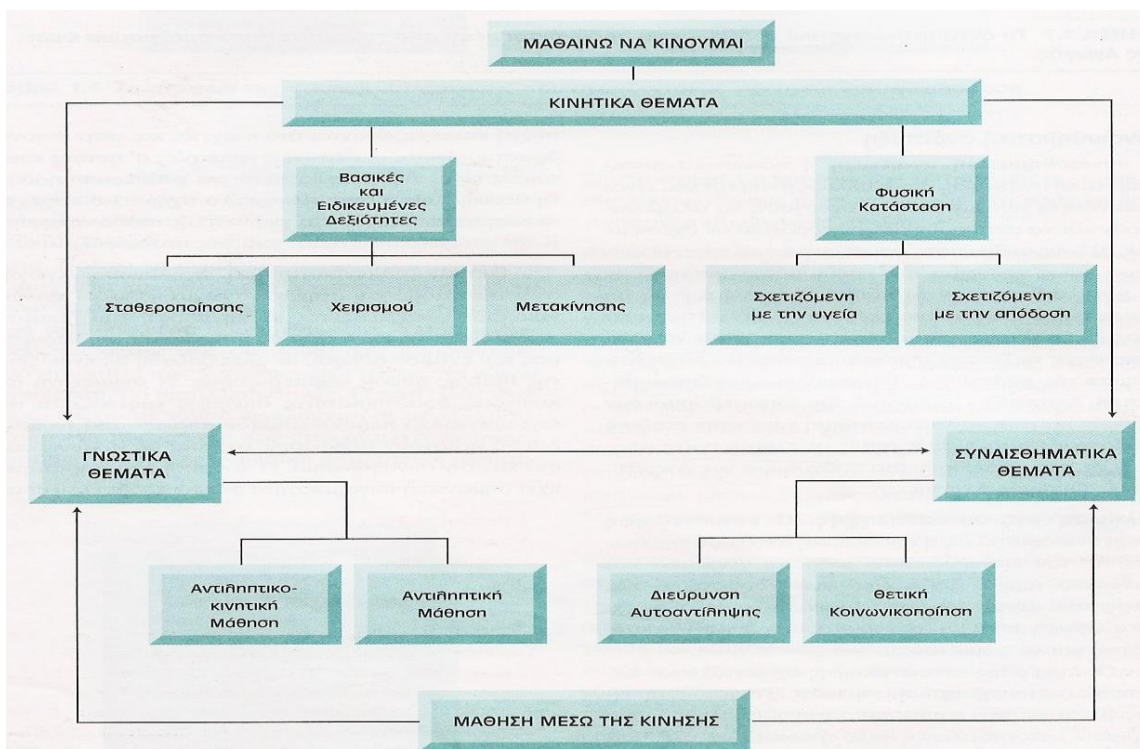 ΜΑΘΑΙΝΩ ΝΑ ΚΙΝΟΥΜΑΙ
ΚΙΝΗΤΙΚΑ ΘΕΜΑΤΑ
Βασικές
και
Ειδικευμένες
Δεξιότητες
Φυσική
Κατάσταση
Σταθεροποίησης
Χειρισμού
Μετακίνησης
Σχετιζόμενη
με την υγεία
Σχετιζόμενη
με την απόδοση
ΓΝΩΣΤΙΚΑ
ΘΕΜΑΤΑ
ΣΥΝΑΙΣΘΗΜΑΤΙΚΑ
ΘΕΜΑΤΑ
Αντιληπτικο-
κινητική
Μάθηση
Αντιληπτική
Μάθηση
Διεύρυνση
Αυτοαντίληψης
Θετική
Κοινωνικοποίηση
ΜΑΘΗΣΗ ΜΕΣΩ ΤΗΣ ΚΙΝΗΣΗΣ